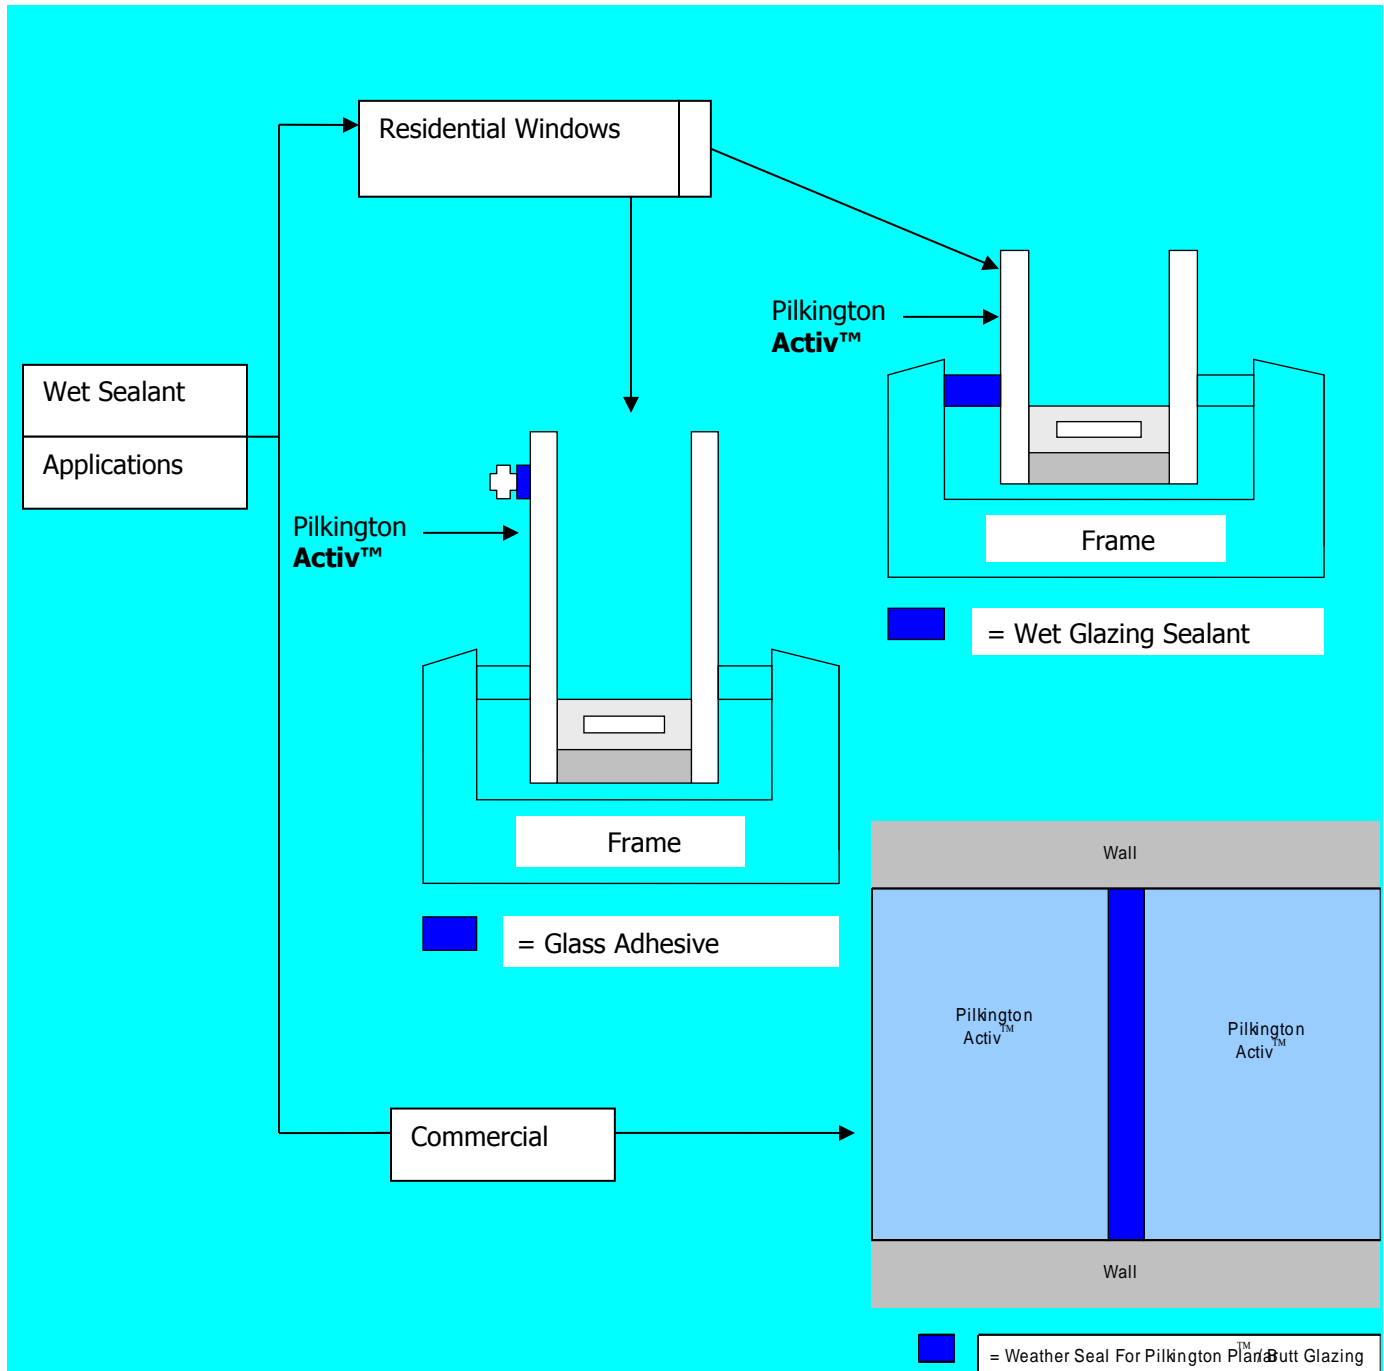 Residential Windows
Pilkington
Activ™
Wet Sealant
Applications
Pilkington
Activ™
Frame
= Wet Glazing Sealant
Frame
= Glass Adhesive
Wall
Pilkington
Activ™
Pilkington
Activ™
Commercial
Wall
= Weather Seal For Pilkington Planar™/Butt Glazing